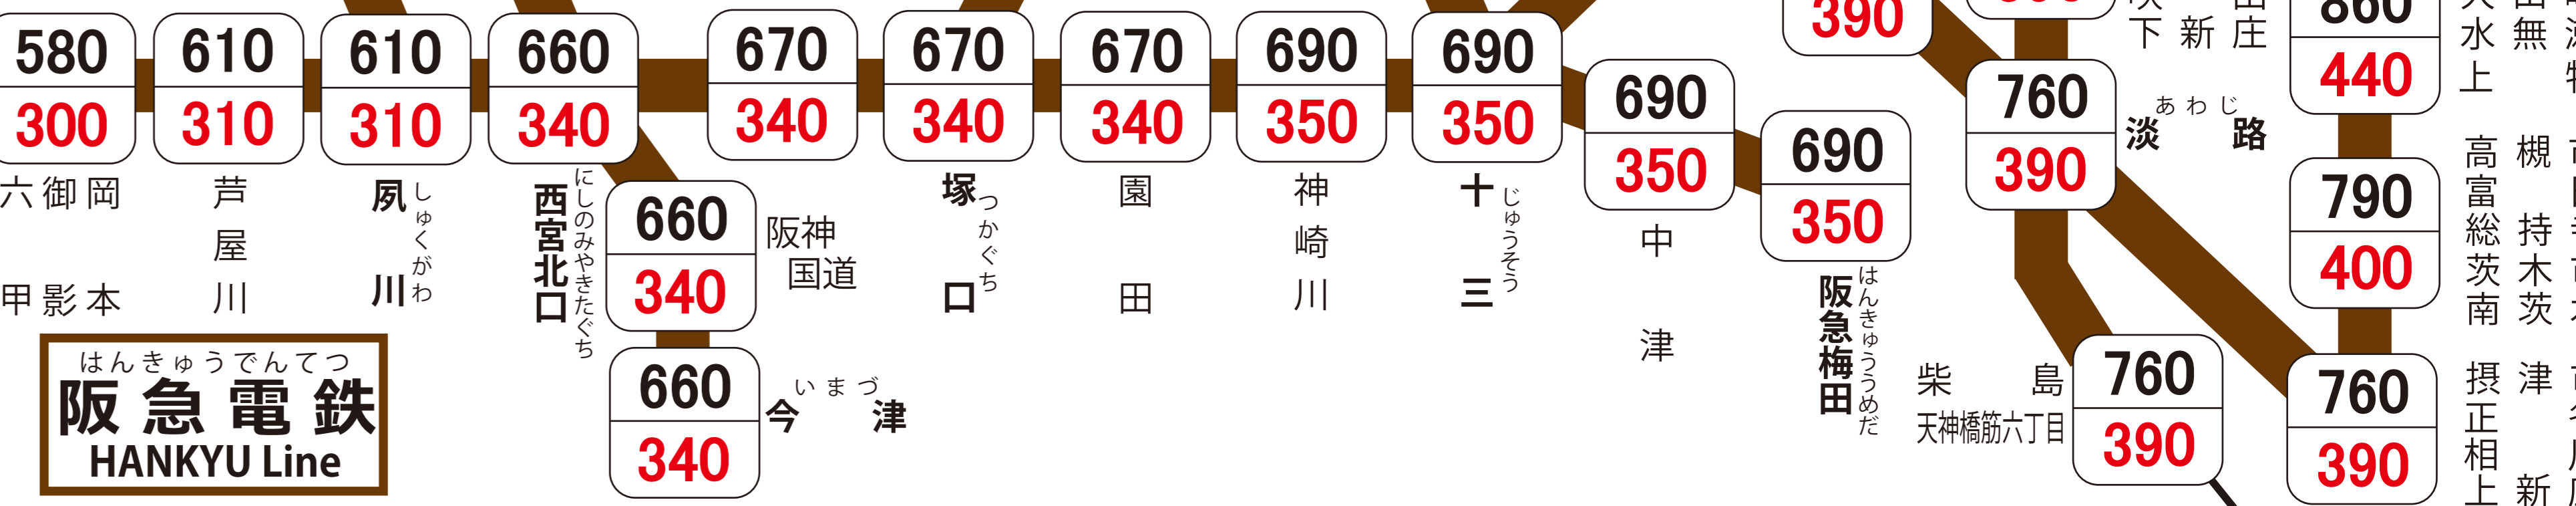 580
300
六 御 岡
甲 影 本
610
310
芦屋川
610
310
夙川
しゅくがわ
660
340
西宮北口
にしのみやきたぐち
660
340
阪神
国道
660
340
いまづ
今津
670
340
670
340
塚口
つかぐち
670
340
園田
690
350
神崎川
690
350
十三
じゅうそう
690
350
中津
690
350
阪急梅田
はんきゅううめだ
390
760
390
あわじ
淡路
下 新 庄
柴島
天神橋筋六丁目
760
390
860
440
水 無
上
790
400
高 槻
富
総 持
茨 木
南 茨
760
390
摂 津
正
相
上 新
はんきゅうでんてつ
阪急電鉄
HANKYU Line